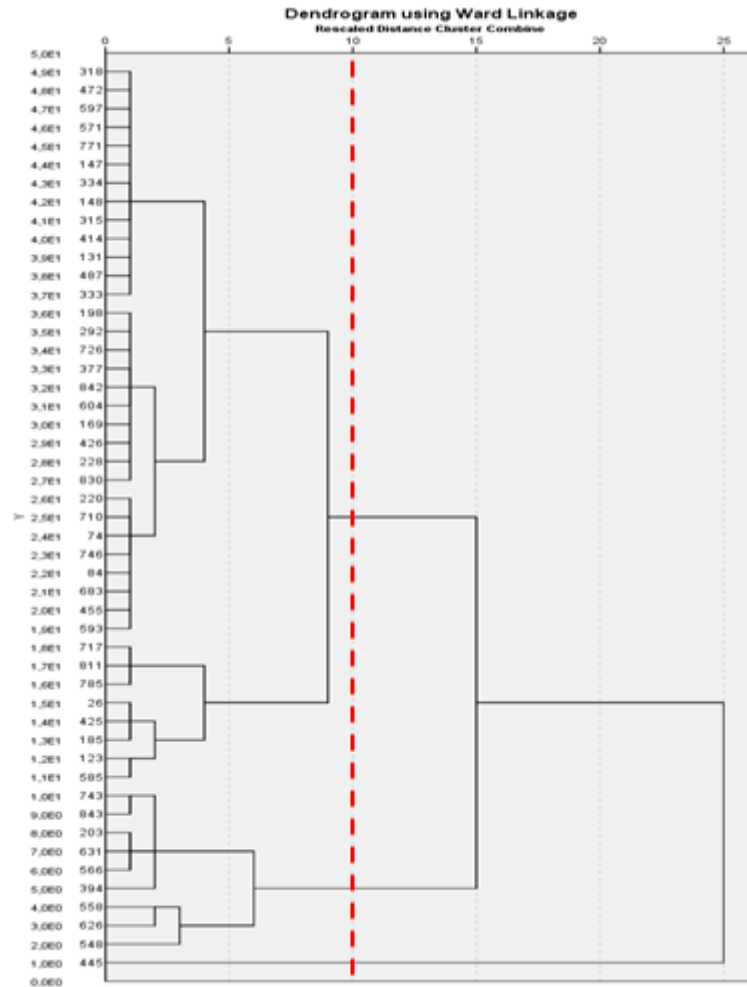 Dendrogram using Ward Linkage
Rescaled Distance Cluster Combine
0 5 10 15 20 25
5,0E1
4,9E1 318
4,8E1 472
4,7E1 597
4,6E1 571
4,5E1 771
4,4E1 147
4,3E1 334
4,2E1 148
4,1E1 315
4,0E1 414
3,9E1 131
3,8E1 487
3,7E1 333
3,6E1 198
3,5E1 292
3,4E1 726
3,3E1 377
3,2E1 842
3,1E1 604
3,0E1 169
2,9E1 426
2,8E1 228
2,7E1 830
2,6E1 220
Y 2,5E1 710
2,4E1 74
2,3E1 746
2,2E1 84
2,1E1 683
2,0E1 455
1,9E1 593
1,8E1 717
1,7E1 811
1,6E1 785
1,5E1 26
1,4E1 425
1,3E1 185
1,2E1 123
1,1E1 585
1,0E1 743
9,0E0 843
8,0E0 203
7,0E0 631
6,0E0 566
5,0E0 394
4,0E0 558
3,0E0 626
2,0E0 548
1,0E0 445
0,0E0